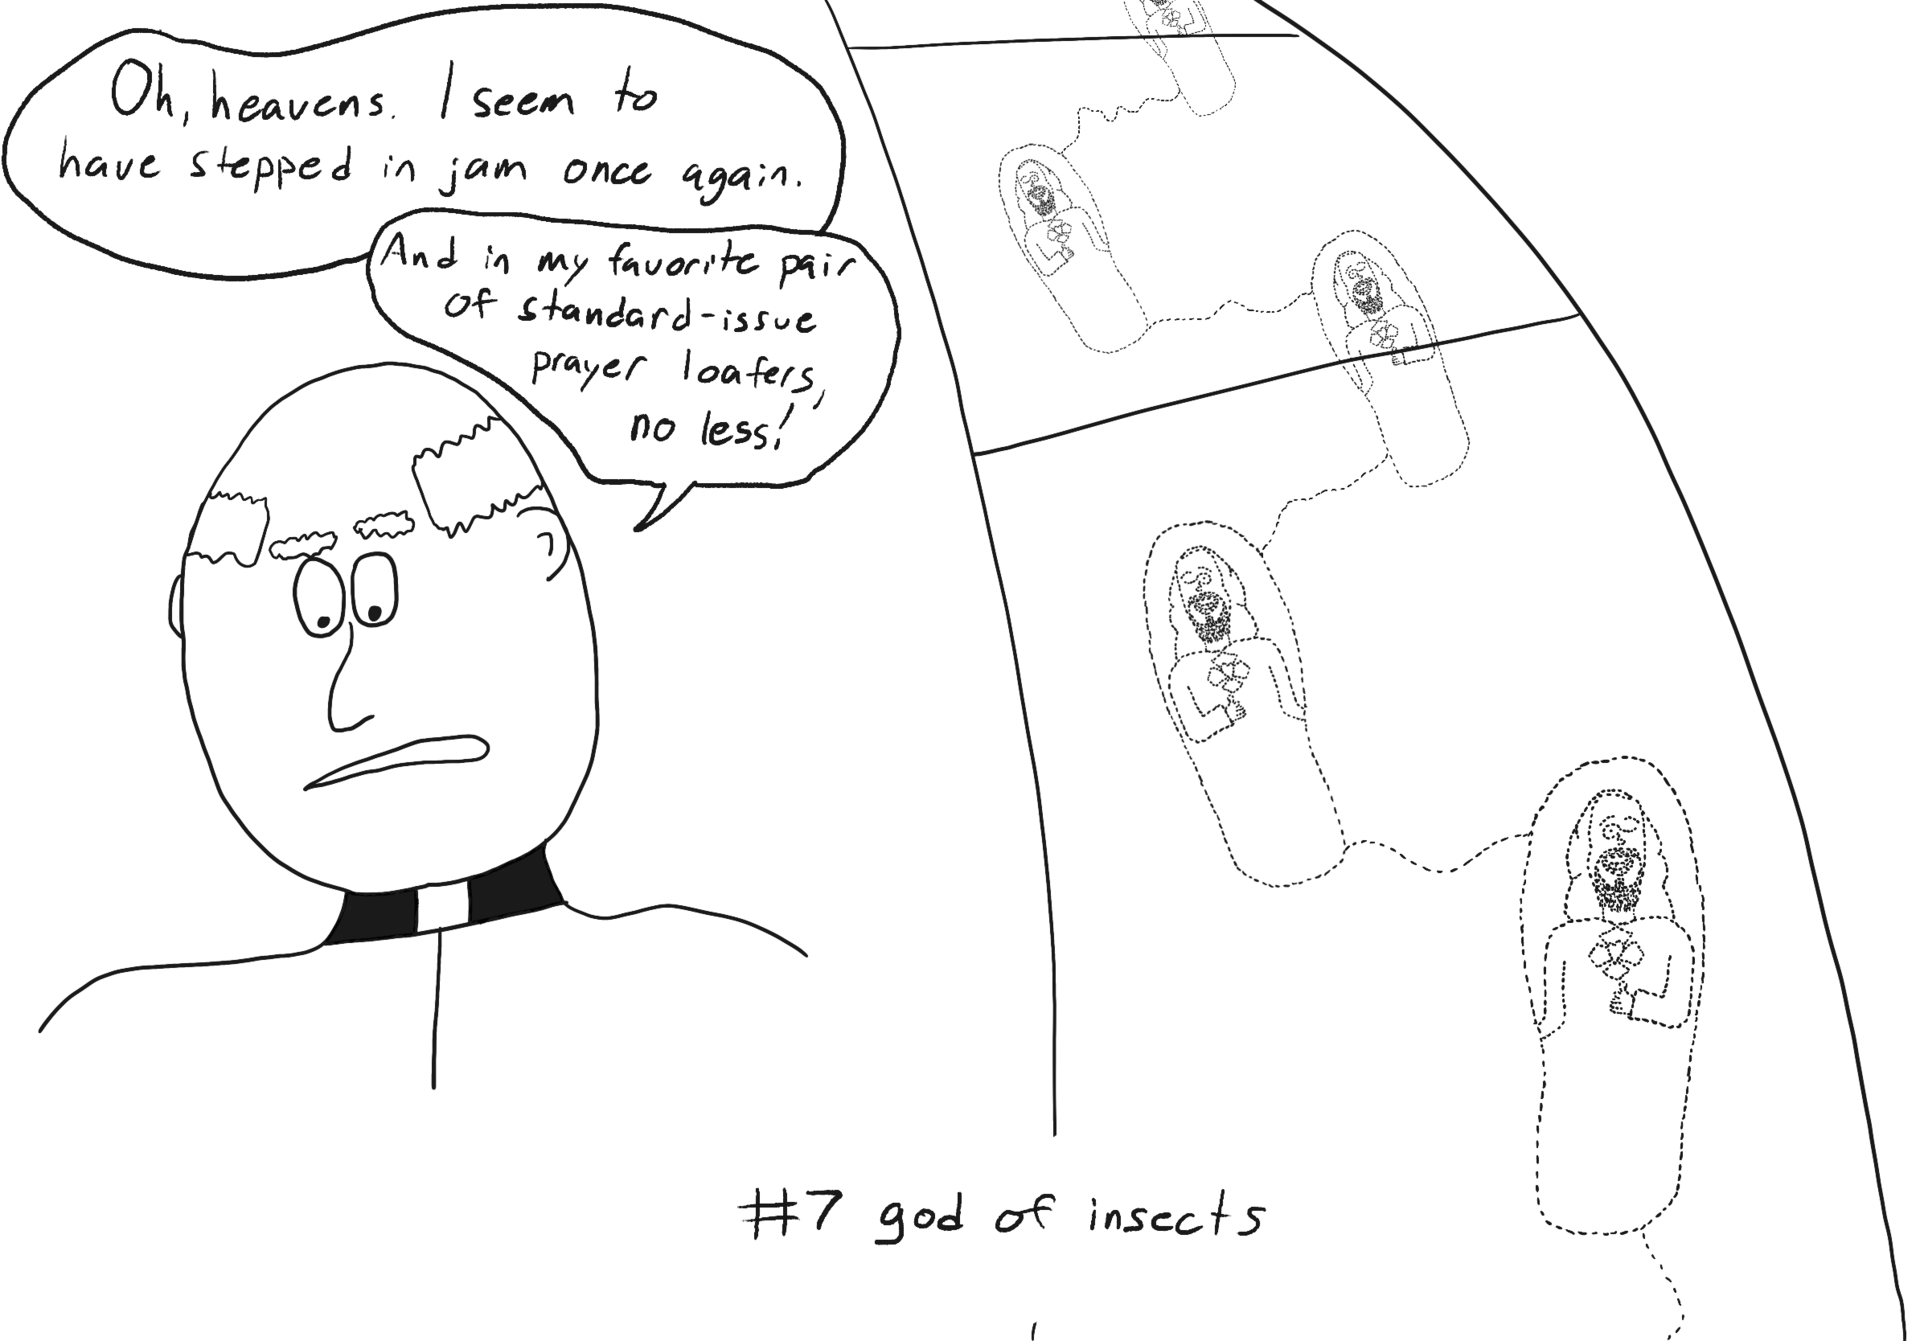 Oh, heavens. I seem to
have stepped in jam once again.
And in my favorite pair
of standard-issue
prayer loafers,
no less!
#7 god of insects